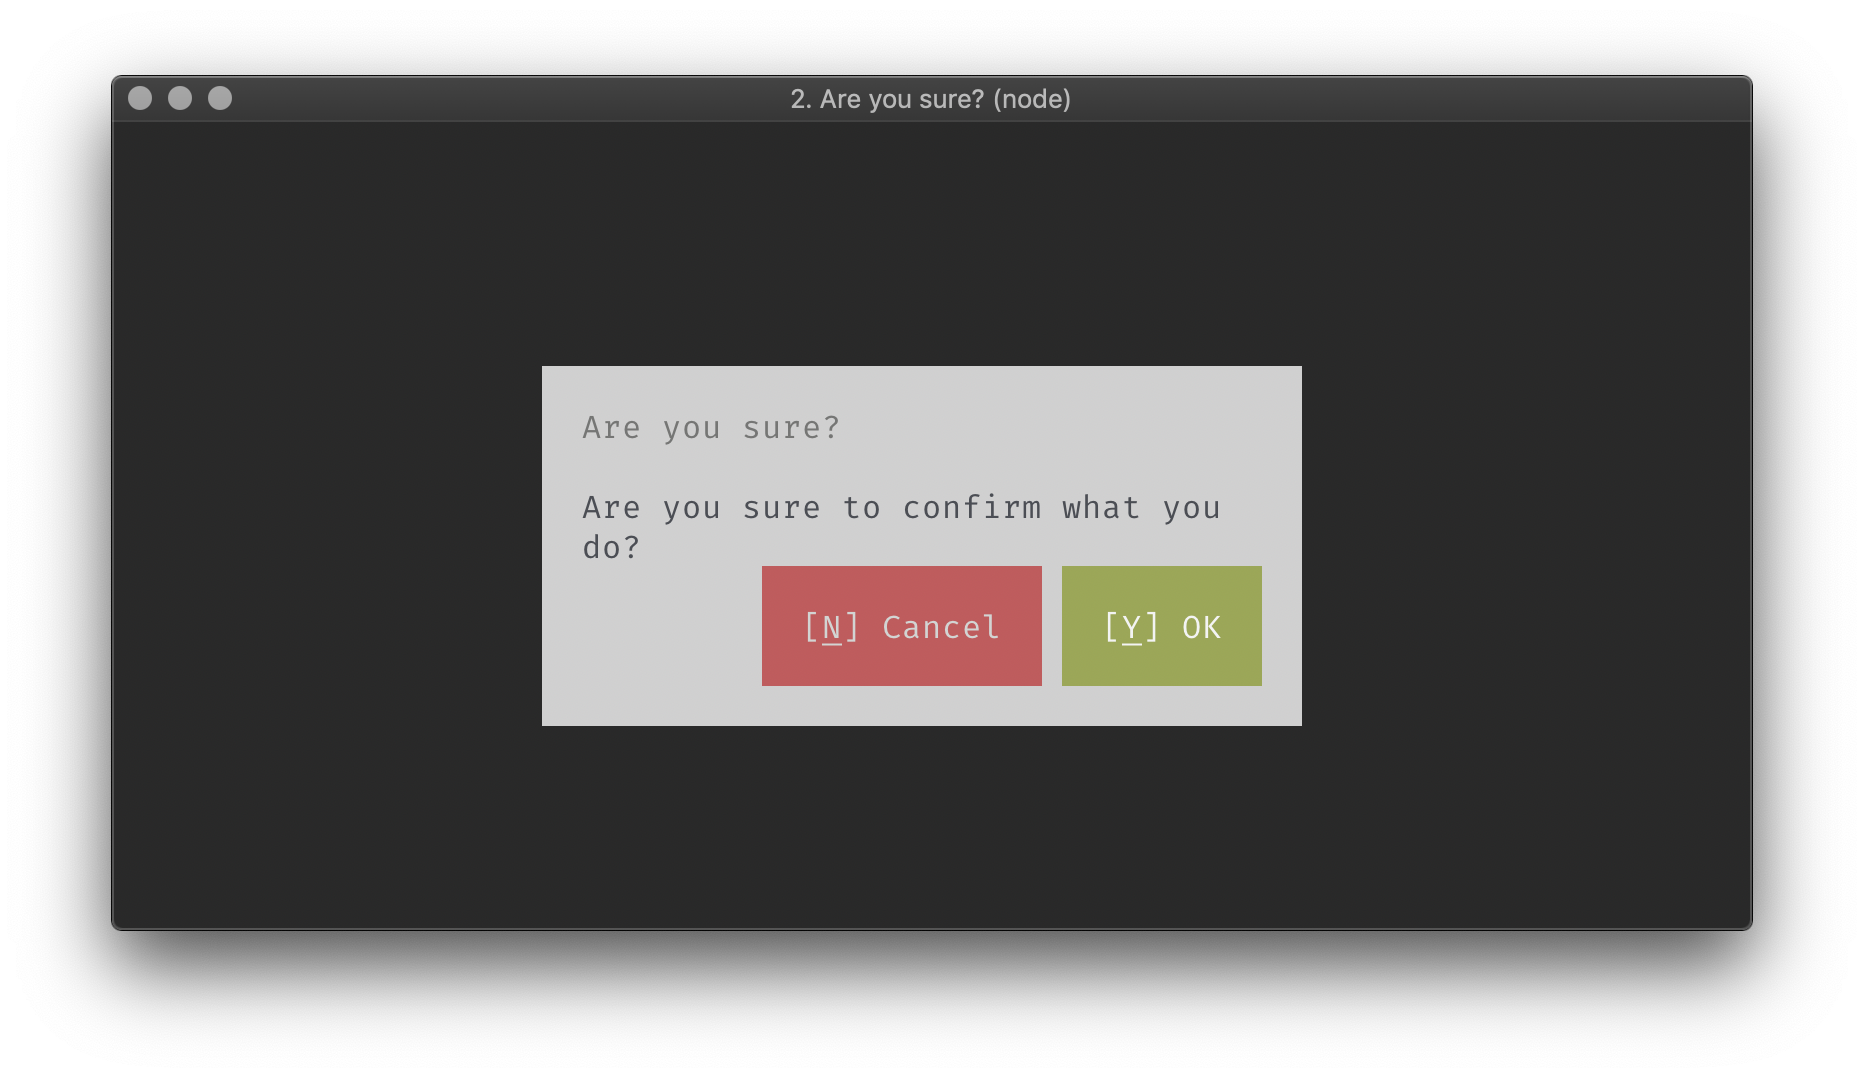 2. Are you sure? (node)
Are you sure?
Are you sure to confirm what you
do?
[N] Cancel [Y] OK